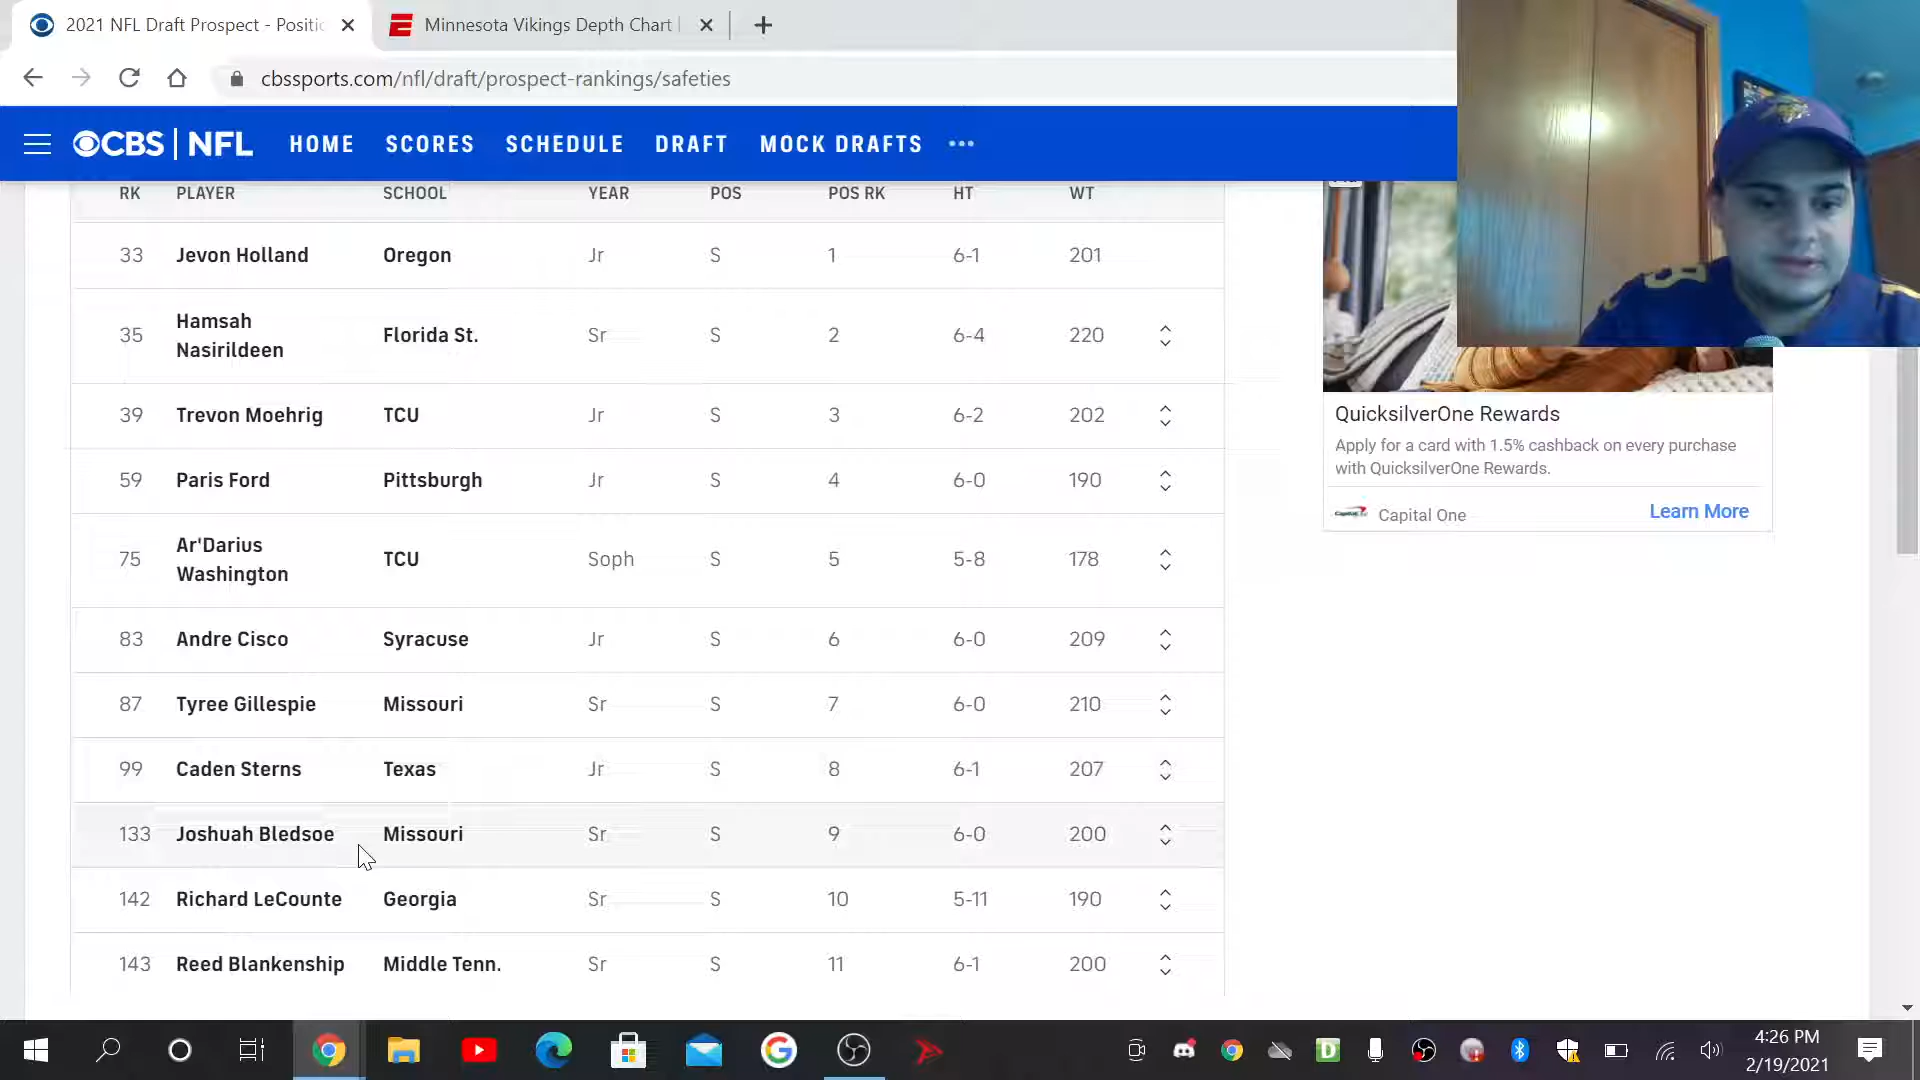 2021 NFL Draft Prospect - Positic
Minnesota Vikings Depth Chart
cbssports.com/nfl/draft/prospect-rankings/safeties
CBS | NFL HOME SCORES SCHEDULE DRAFT MOCK DRAFTS
RK PLAYER SCHOOL YEAR POS POS RK HT WT
33 Jevon Holland Oregon Jr S 1 6-1 201
35 Hamsah Nasirildeen Florida St. Sr S 2 6-4 220
39 Trevon Moehrig TCU Jr S 3 6-2 202
59 Paris Ford Pittsburgh Jr S 4 6-0 190
75 Ar'Darius Washington TCU Soph S 5 5-8 178
83 Andre Cisco Syracuse Jr S 6 6-0 209
87 Tyree Gillespie Missouri Sr S 7 6-0 210
99 Caden Sterns Texas Jr S 8 6-1 207
133 Joshuah Bledsoe Missouri Sr S 9 6-0 200
142 Richard LeCounte Georgia Sr S 10 5-11 190
143 Reed Blankenship Middle Tenn. Sr S 11 6-1 200
QuicksilverOne Rewards
Apply for a card with 1.5% cashback on every purchase
with QuicksilverOne Rewards.
Capital One Learn More
4:26 PM
2/19/2021